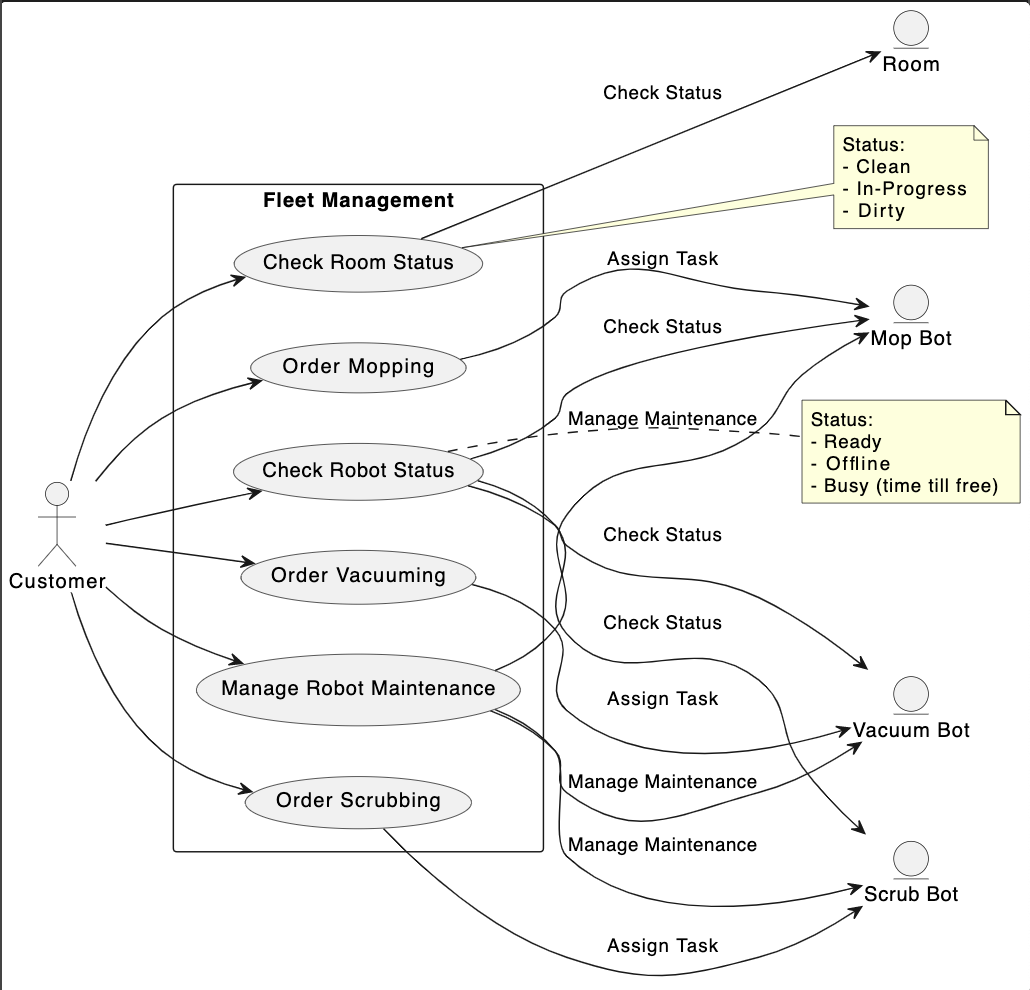 Room
Check Status
Status:
- Clean
- In-Progress
- Dirty
Fleet Management
Check Room Status
Assign Task
Check Status
Mop Bot
Order Mopping
Manage Maintenance
Status:
- Ready
- Offline
- Busy (time till free)
Check Robot Status
Check Status
Customer
Order Vacuuming
Check Status
Manage Robot Maintenance
Assign Task
Vacuum Bot
Manage Maintenance
Order Scrubbing
Manage Maintenance
Scrub Bot
Assign Task